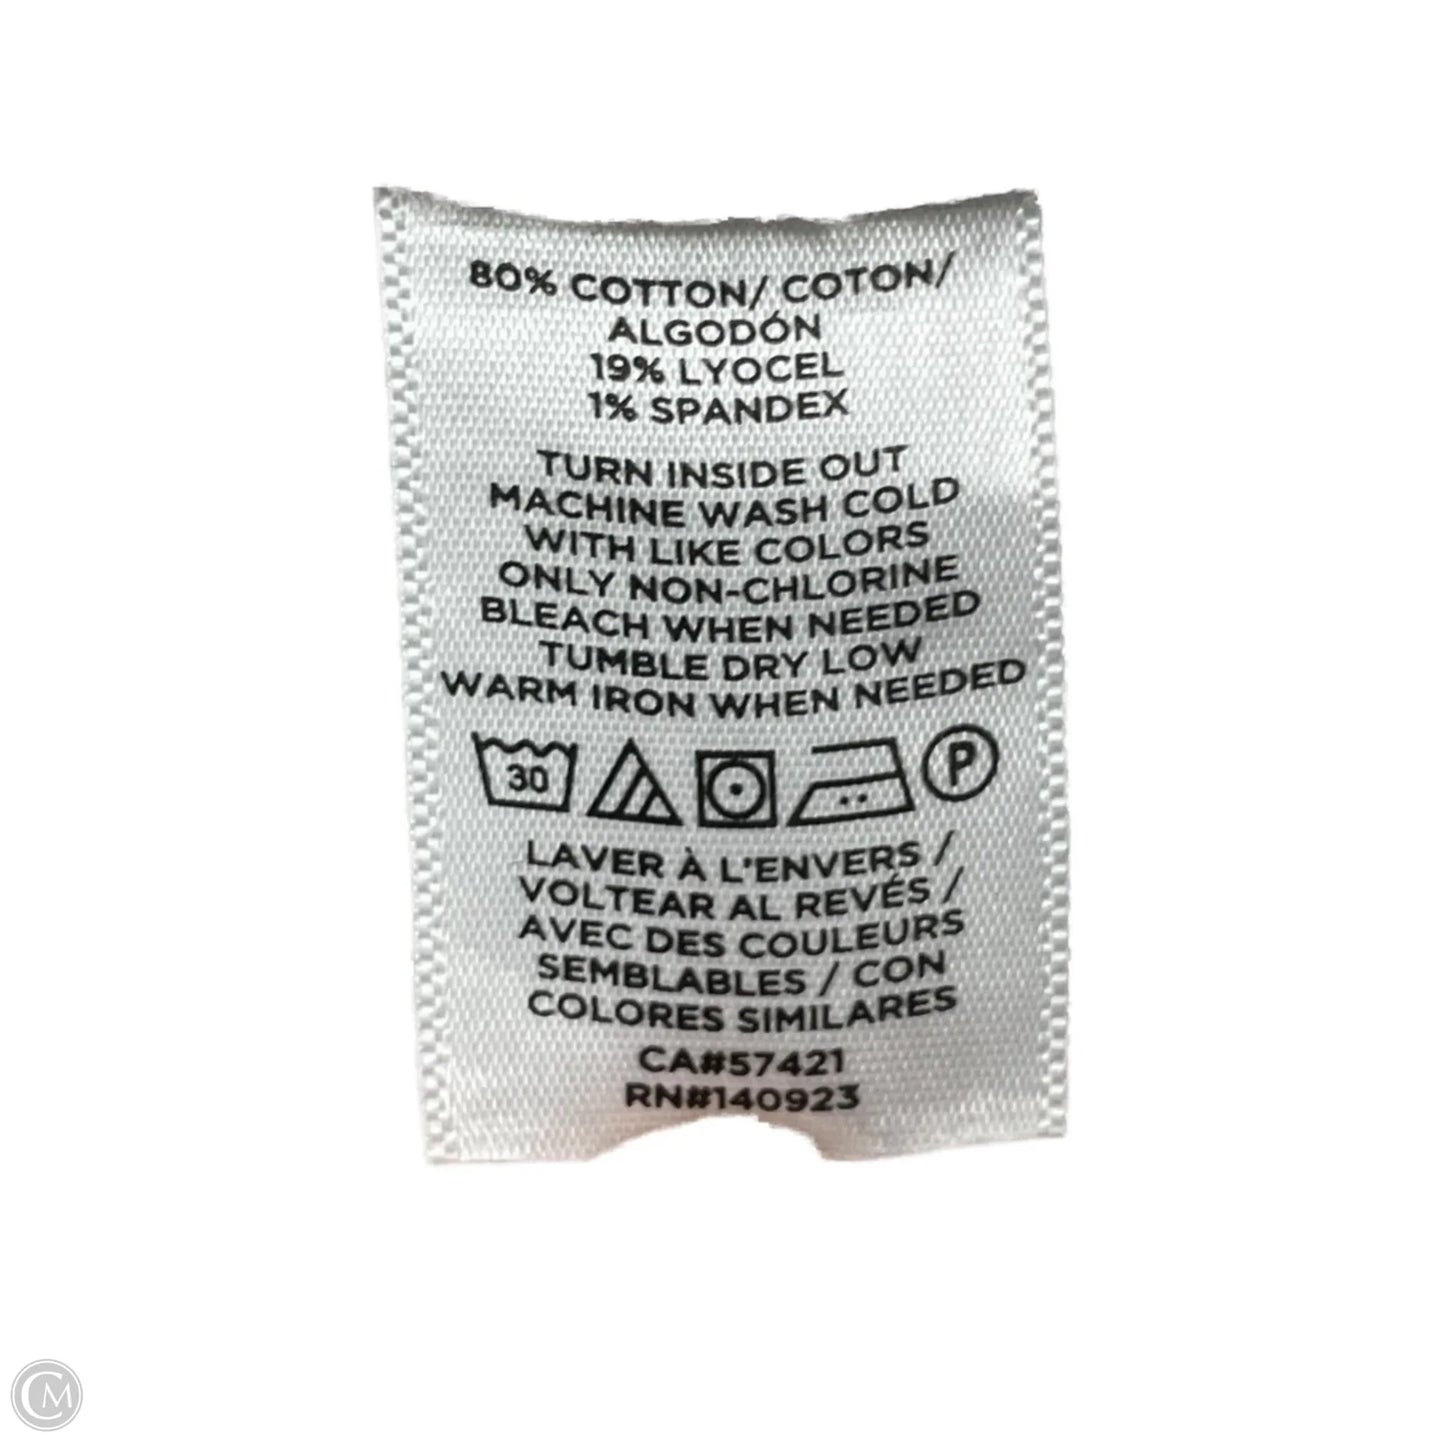 80% COTTON/ COTON/
ALGODÓN
19% LYOCEL
1% SPANDEX
TURN INSIDE OUT
MACHINE WASH COLD
WITH LIKE COLORS
ONLY NON-CHLORINE
BLEACH WHEN NEEDED
TUMBLE DRY LOW
WARM IRON WHEN NEEDED
30 P
LAVER À L'ENVERS /
VOLTEAR AL REVÉS /
AVEC DES COULEURS
SEMBLABLES / CON
COLORES SIMILARES
CA#57421
RN#140923
CM